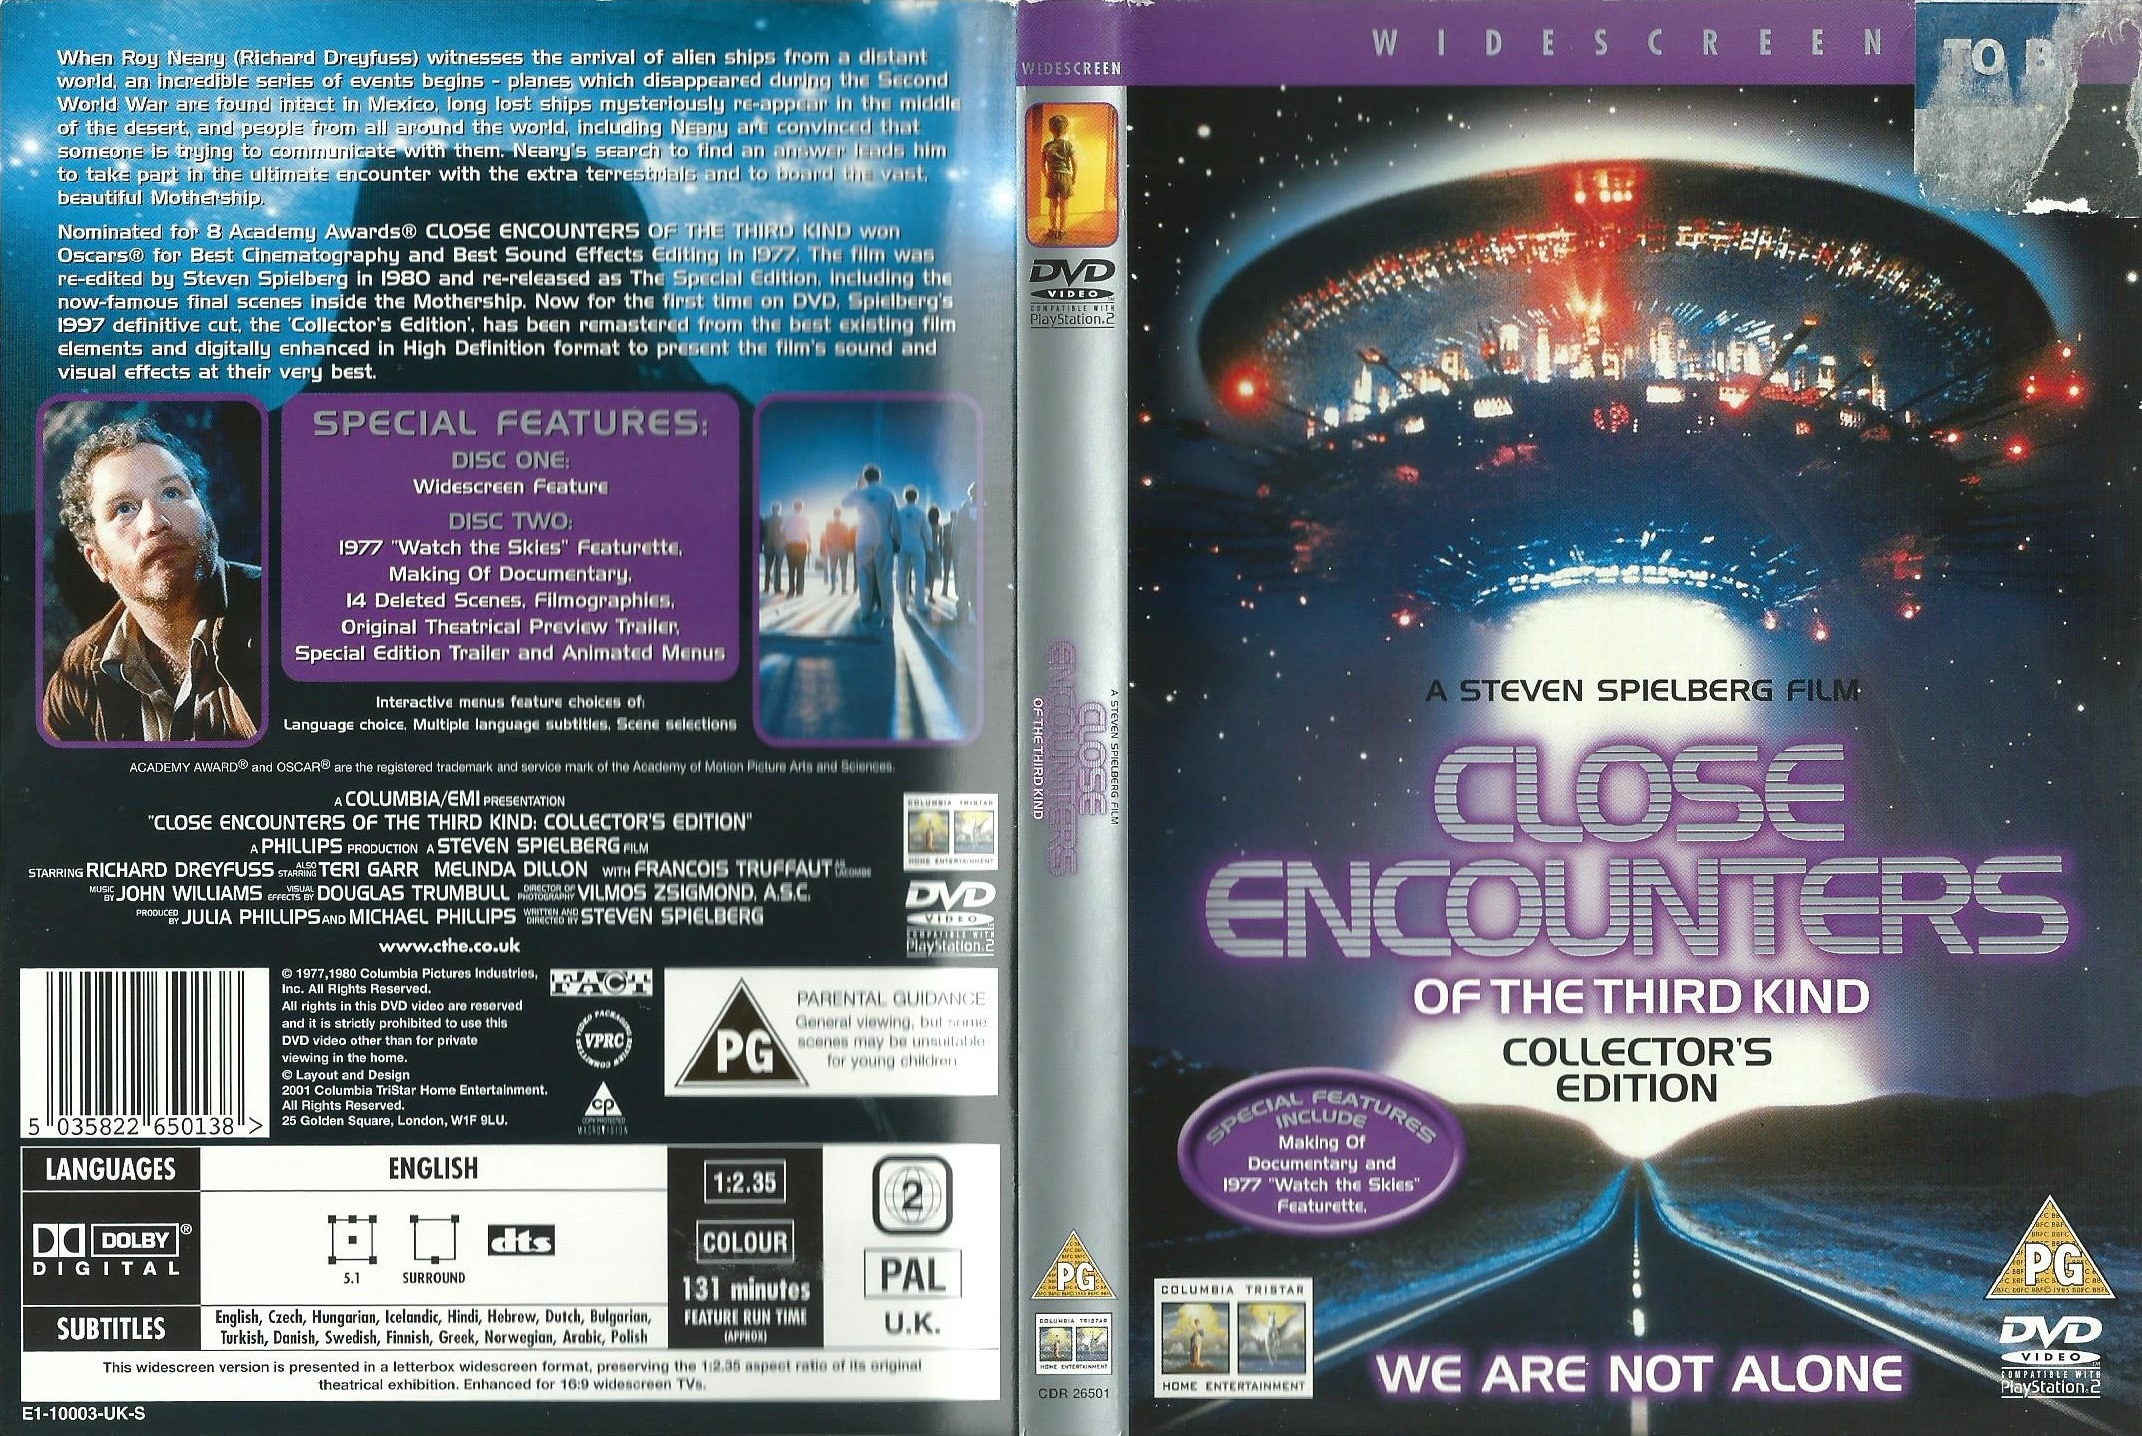 When Roy Neary (Richard Dreyfuss) witnesses the arrival of alien ships from a distant
world, an incredible series of events begins - planes which disappeared during the Second
World War are found intact in Mexico, long lost ships mysteriously re-appear in the middle
of the desert, and people from all around the world, including Neary are convinced that
someone is trying to communicate with them. Neary's search to find an answer leads him
to take part in the ultimate encounter with the extra terrestrials and to board the vast,
beautiful Mothership.
Nominated for 8 Academy Awards® CLOSE ENCOUNTERS OF THE THIRD KIND won
Oscars® for Best Cinematography and Best Sound Effects Editing in 1977. The film was
re-edited by Steven Spielberg in 1980 and re-released as The Special Edition, including the
now-famous final scenes inside the Mothership. Now for the first time on DVD, Spielberg's
1997 definitive cut, the 'Collector's Edition', has been remastered from the best existing film
elements and digitally enhanced in High Definition format to present the film's sound and
visual effects at their very best.
SPECIAL FEATURES:
DISC ONE:
Widescreen Feature
DISC TWO:
1977 "Watch the Skies" Featurette,
Making Of Documentary,
14 Deleted Scenes, Filmographies,
Original Theatrical Preview Trailer,
Special Edition Trailer and Animated Menus
Interactive menus feature choices of:
Language choice, Multiple language subtitles, Scene selections
ACADEMY AWARD® and OSCAR® are the registered trademark and service mark of the Academy of Motion Picture Arts and Sciences.
A COLUMBIA/EMI PRESENTATION
"CLOSE ENCOUNTERS OF THE THIRD KIND: COLLECTOR'S EDITION"
A PHILLIPS PRODUCTION A STEVEN SPIELBERG FILM
STARRING RICHARD DREYFUSS ALSO STARRING TERI GARR MELINDA DILLON WITH FRANCOIS TRUFFAUT AS LACOMBE
MUSIC BY JOHN WILLIAMS VISUAL EFFECTS BY DOUGLAS TRUMBULL DIRECTOR OF PHOTOGRAPHY VILMOS ZSIGMOND, A.S.C.
PRODUCED BY JULIA PHILLIPS AND MICHAEL PHILLIPS WRITTEN AND DIRECTED BY STEVEN SPIELBERG
www.cthe.co.uk
COLUMBIA TRISTAR
HOME ENTERTAINMENT
DVD
VIDEO
COMPATIBLE WITH
PlayStation.2
5 035822 650138 >
© 1977,1980 Columbia Pictures Industries,
Inc. All Rights Reserved.
All rights in this DVD video are reserved
and it is strictly prohibited to use this
DVD video other than for private
viewing in the home.
© Layout and Design
2001 Columbia TriStar Home Entertainment.
All Rights Reserved.
25 Golden Square, London, W1F 9LU.
FACT
VIDEO PACKAGING REVIEW COMMITTEE
VPRC
CP
COPY PROTECTED
MACROVISION
PG
PARENTAL GUIDANCE
General viewing, but some
scenes may be unsuitable
for young children
LANGUAGES
ENGLISH
DOLBY®
DIGITAL
5.1
SURROUND
dts
SUBTITLES
English, Czech, Hungarian, Icelandic, Hindi, Hebrew, Dutch, Bulgarian,
Turkish, Danish, Swedish, Finnish, Greek, Norwegian, Arabic, Polish
1:2.35
COLOUR
131 minutes
FEATURE RUN TIME
(APPROX)
2
PAL
U.K.
This widescreen version is presented in a letterbox widescreen format, preserving the 1:2.35 aspect ratio of its original
theatrical exhibition. Enhanced for 16:9 widescreen TVs.
E1-10003-UK-S
WIDESCREEN
DVD
VIDEO
COMPATIBLE WITH
PlayStation.2
A STEVEN SPIELBERG FILM
CLOSE
ENCOUNTERS
OF THE THIRD KIND
PG
COLUMBIA TRISTAR
HOME ENTERTAINMENT
CDR 26501
WIDESCREEN
TO B
A STEVEN SPIELBERG FILM
CLOSE
ENCOUNTERS
OF THE THIRD KIND
COLLECTOR'S
EDITION
SPECIAL FEATURES
INCLUDE
Making Of
Documentary and
1977 "Watch the Skies"
Featurette,
COLUMBIA TRISTAR
HOME ENTERTAINMENT
WE ARE NOT ALONE
PG
DVD
VIDEO
COMPATIBLE WITH
PlayStation.2